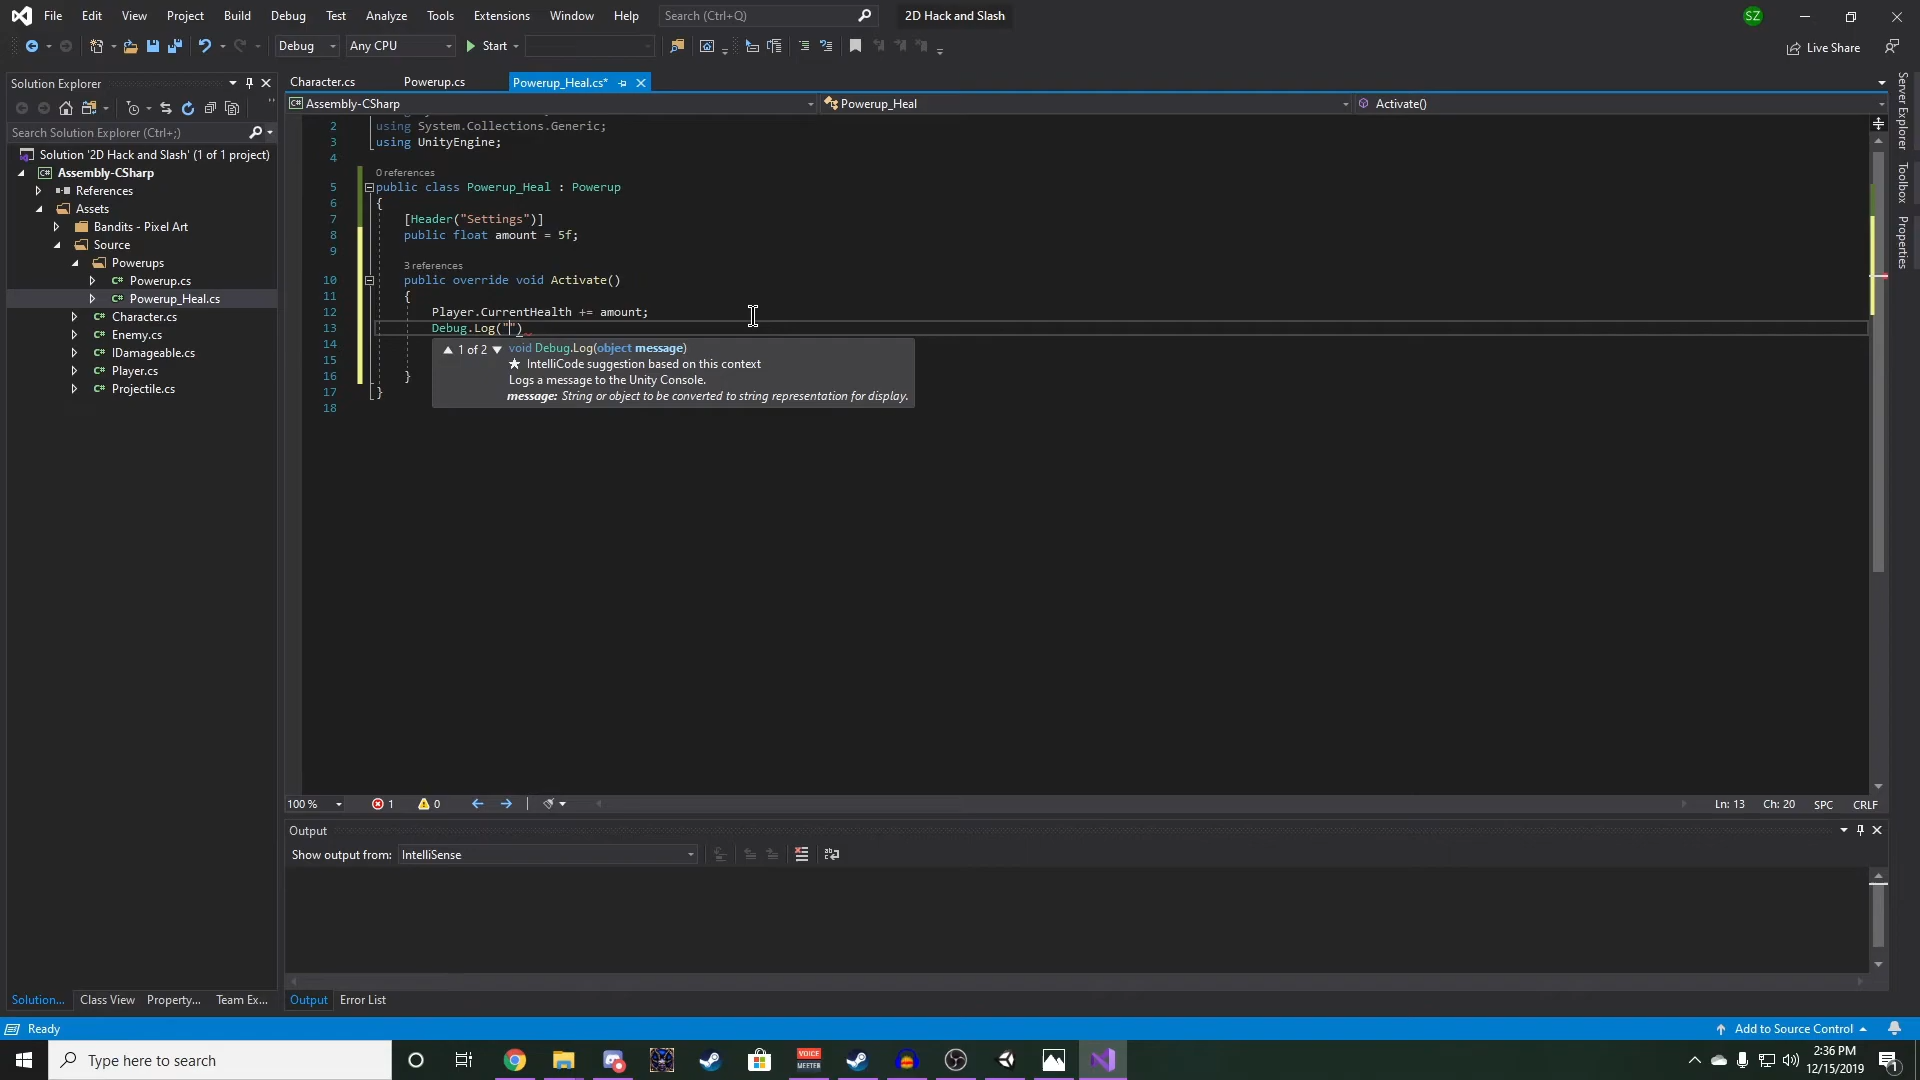 File Edit View Project Build Debug Test Analyze Tools Extensions Window Help Search (Ctrl+Q) 2D Hack and Slash SZ
Debug Any CPU Start Live Share
Solution Explorer
Search Solution Explorer (Ctrl+;)
Solution '2D Hack and Slash' (1 of 1 project)
Assembly-CSharp
References
Assets
Bandits - Pixel Art
Source
Powerups
C# Powerup.cs
C# Powerup_Heal.cs
C# Character.cs
C# Enemy.cs
C# IDamageable.cs
C# Player.cs
C# Projectile.cs
Solution... Class View Property... Team Ex...
Character.cs Powerup.cs Powerup_Heal.cs*
Assembly-CSharp Powerup_Heal Activate()
2 using System.Collections.Generic;
3 using UnityEngine;
4
0 references
5 public class Powerup_Heal : Powerup
6 {
7 [Header("Settings")]
8 public float amount = 5f;
9
3 references
10 public override void Activate()
11 {
12 Player.CurrentHealth += amount;
13 Debug.Log("")
14
15
16 }
17 }
18
1 of 2 void Debug.Log(object message)
IntelliCode suggestion based on this context
Logs a message to the Unity Console.
message: String or object to be converted to string representation for display.
100 % 1 0 Ln: 13 Ch: 20 SPC CRLF
Output
Show output from: IntelliSense
Output Error List
Server Explorer
Toolbox
Properties
Ready Add to Source Control
Type here to search
VOICE
MEETER
2:36 PM
12/15/2019
1